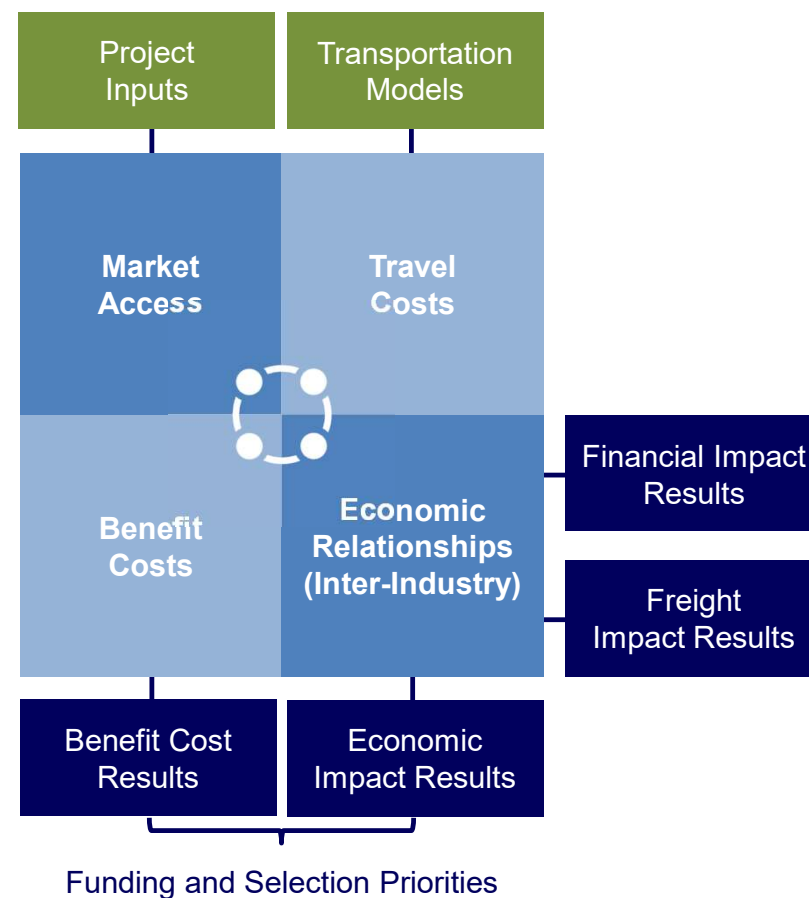 Project
Inputs
Transportation
Models
Market
Access
Travel
Costs
Benefit
Costs
Economic
Relationships
(Inter-Industry)
Financial Impact
Results
Freight
Impact Results
Benefit Cost
Results
Economic
Impact Results
Funding and Selection Priorities